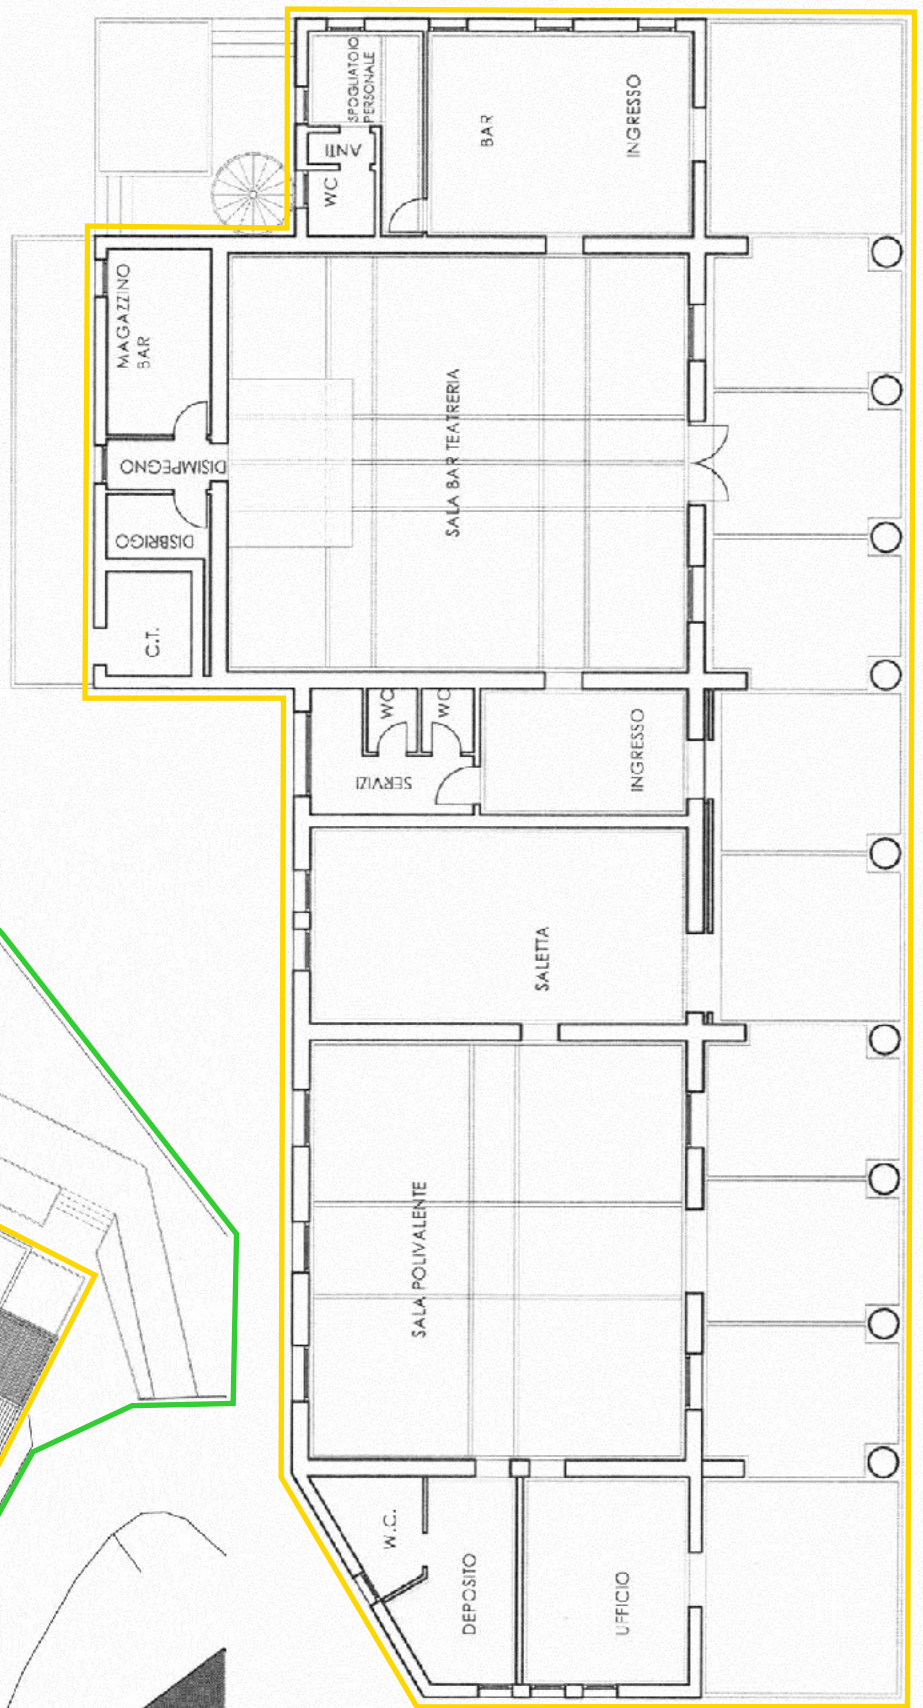 SPOGLIATOIO
PERSONALE
ANTI
WC
BAR
INGRESSO
MAGAZZINO
BAR
DISIMPEGNO
DISBRIGO
C.T.
SALA BAR TEATRERIA
WC
WC
SERVIZI
INGRESSO
SALETTA
SALA POLIVALENTE
W.C.
DEPOSITO
UFFICIO